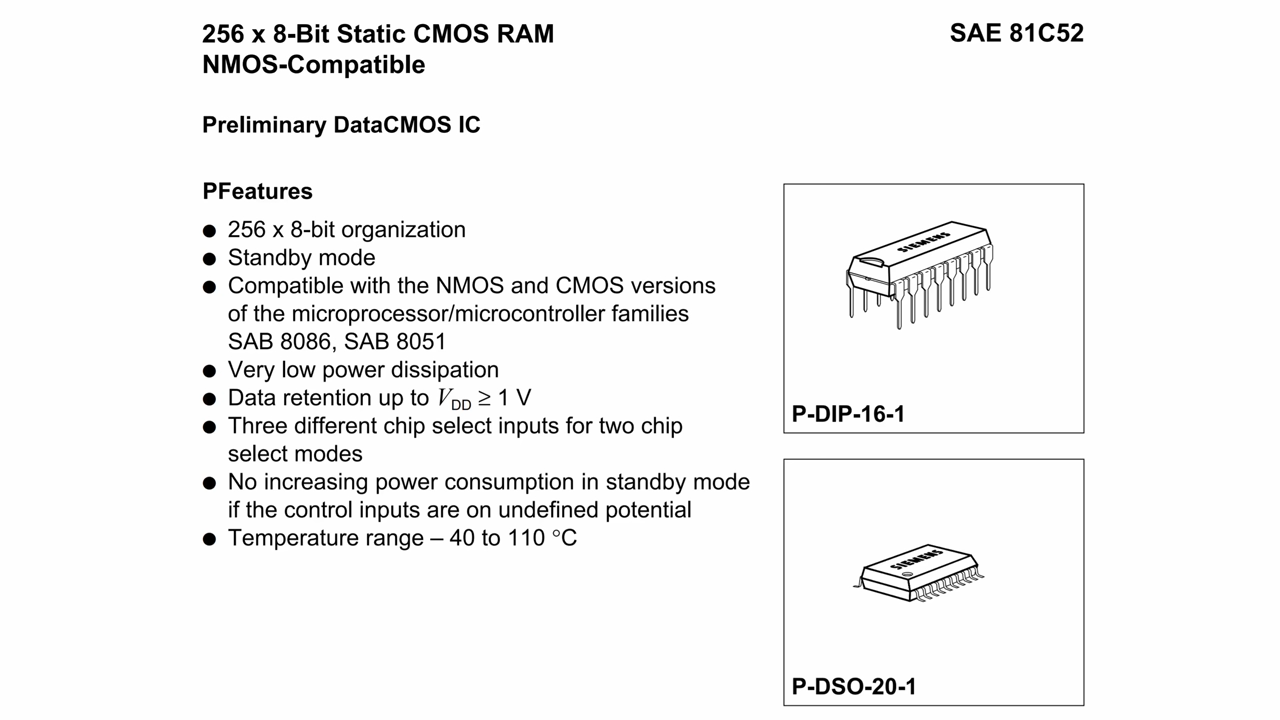 256 x 8-Bit Static CMOS RAM
NMOS-Compatible
SAE 81C52
Preliminary DataCMOS IC
PFeatures
● 256 x 8-bit organization
● Standby mode
● Compatible with the NMOS and CMOS versions
of the microprocessor/microcontroller families
SAB 8086, SAB 8051
● Very low power dissipation
● Data retention up to VDD ≥ 1 V
● Three different chip select inputs for two chip
select modes
● No increasing power consumption in standby mode
if the control inputs are on undefined potential
● Temperature range – 40 to 110 °C
SIEMENS
P-DIP-16-1
SIEMENS
P-DSO-20-1